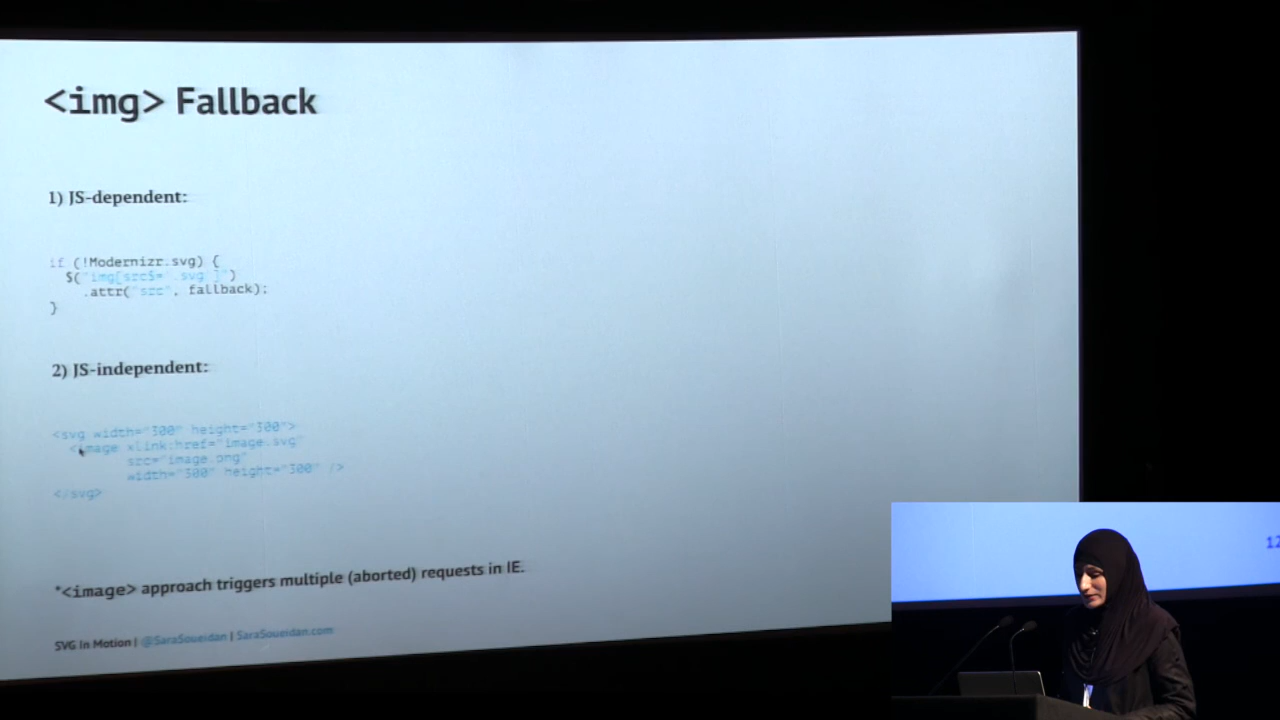 <img> Fallback
1) JS-dependent:
if (!Modernizr.svg) {
$("img[src$='.svg']")
.attr("src", fallback);
}
2) JS-independent:
<svg width="300" height="300">
<image xlink:href="image.svg"
src="image.png"
width="300" height="300" />
</svg>
*<image> approach triggers multiple (aborted) requests in IE.
SVG In Motion | @SaraSoueidan | SaraSoueidan.com
12